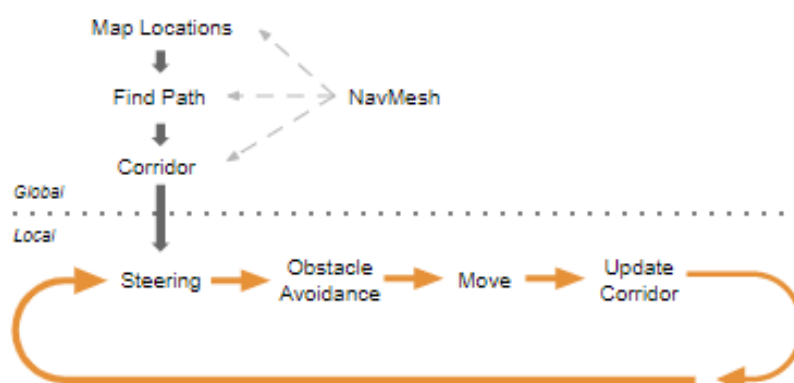 Map Locations
Find Path
NavMesh
Corridor
Global
Local
Steering
Obstacle
Avoidance
Move
Update
Corridor